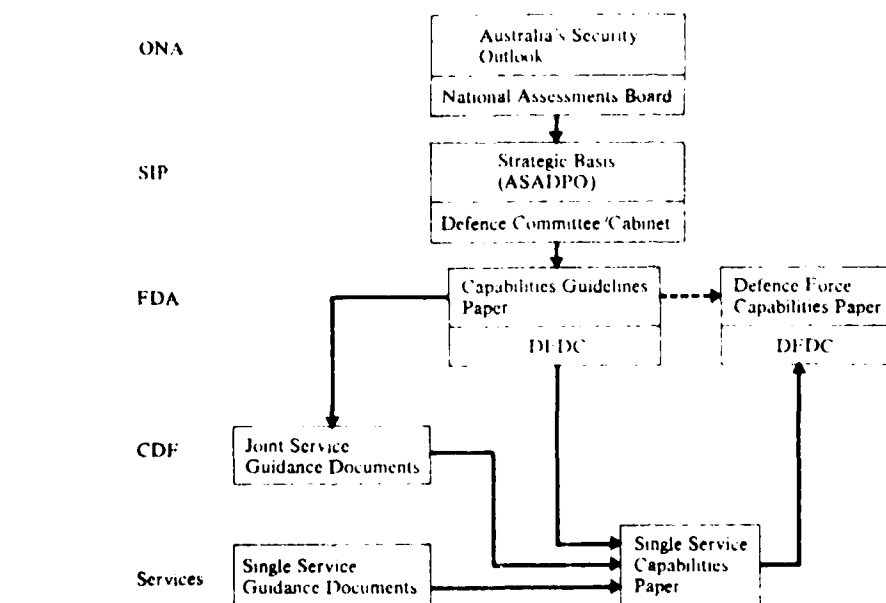 ONA
Australia's Security
Outlook
National Assessments Board
SIP
Strategic Basis
(ASADPO)
Defence Committee/Cabinet
FDA
Capabilities Guidelines
Paper
DFDC
Defence Force
Capabilities Paper
DFDC
CDF
Joint Service
Guidance Documents
Services
Single Service
Guidance Documents
Single Service
Capabilities
Paper